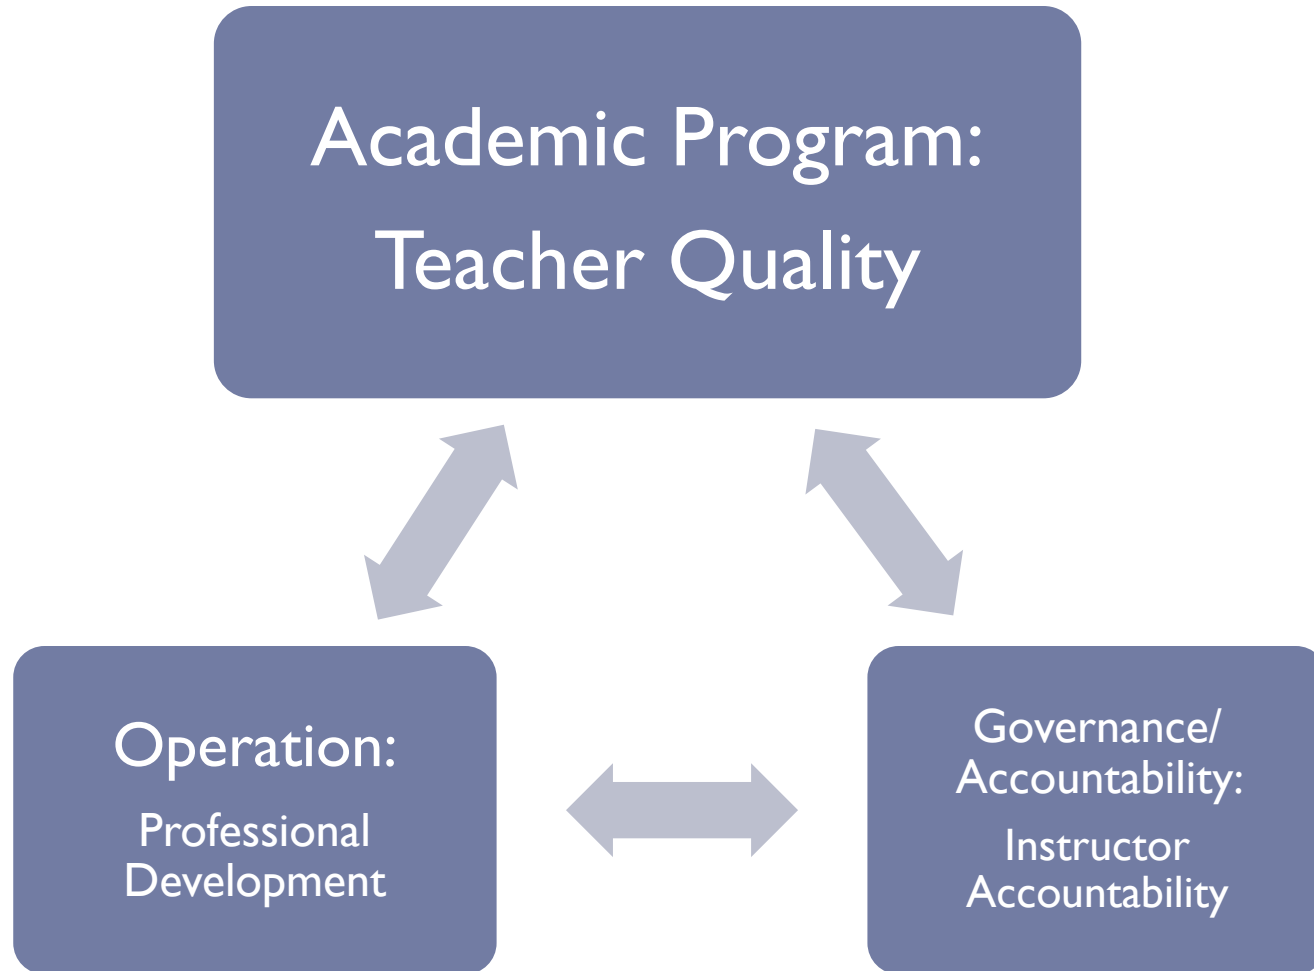 Academic Program:
Teacher Quality
Operation:
Professional
Development
Governance/
Accountability:
Instructor
Accountability